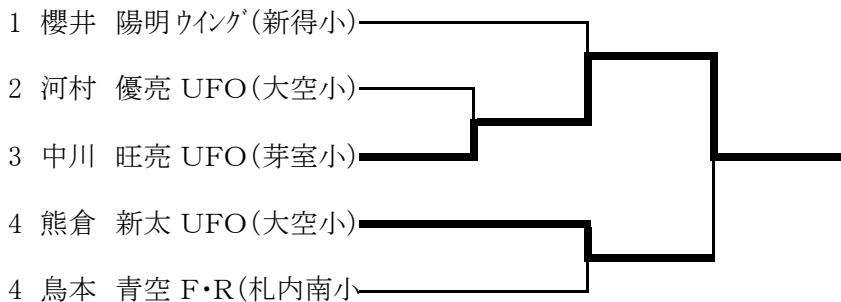 1 櫻井 陽明 ウイング(新得小)
2 河村 優亮 UFO(大空小)
3 中川 旺亮 UFO(芽室小)
4 熊倉 新太 UFO(大空小)
4 鳥本 青空 F・R(札内南小